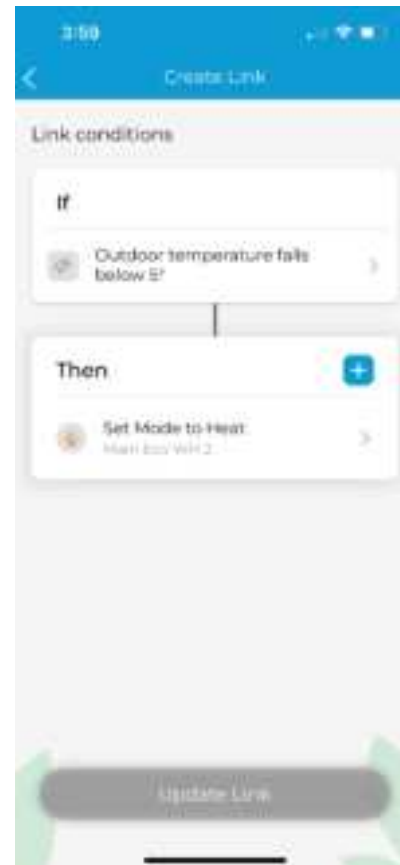 3:59
Create Link
Link conditions
If
Outdoor temperature falls
below 5°
Then
Set Mode to Heat
Update Link